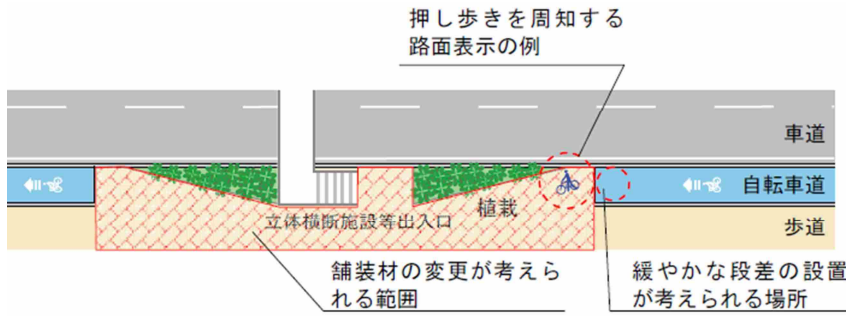 押し歩きを周知する
路面表示の例
車道
自転車道
植栽
立体横断施設等出入口
歩道
舗装材の変更が考えら
れる範囲
緩やかな段差の設置
が考えられる場所